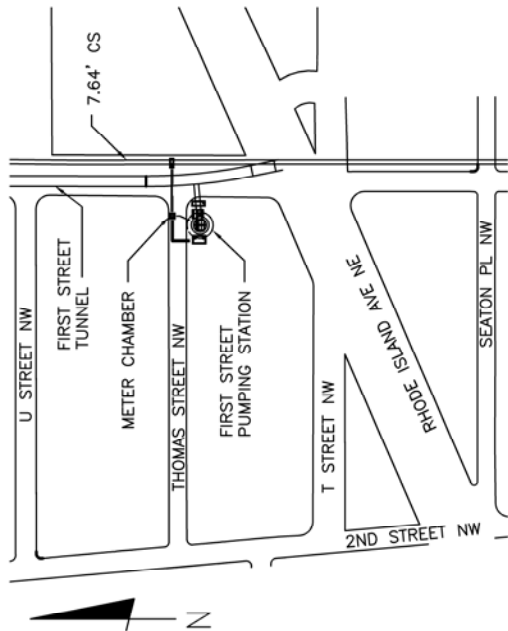 7.64' CS
U STREET NW
FIRST STREET
TUNNEL
METER CHAMBER
THOMAS STREET NW
FIRST STREET
PUMPING STATION
T STREET NW
RHODE ISLAND AVE NE
SEATON PL NW
2ND STREET NW
N